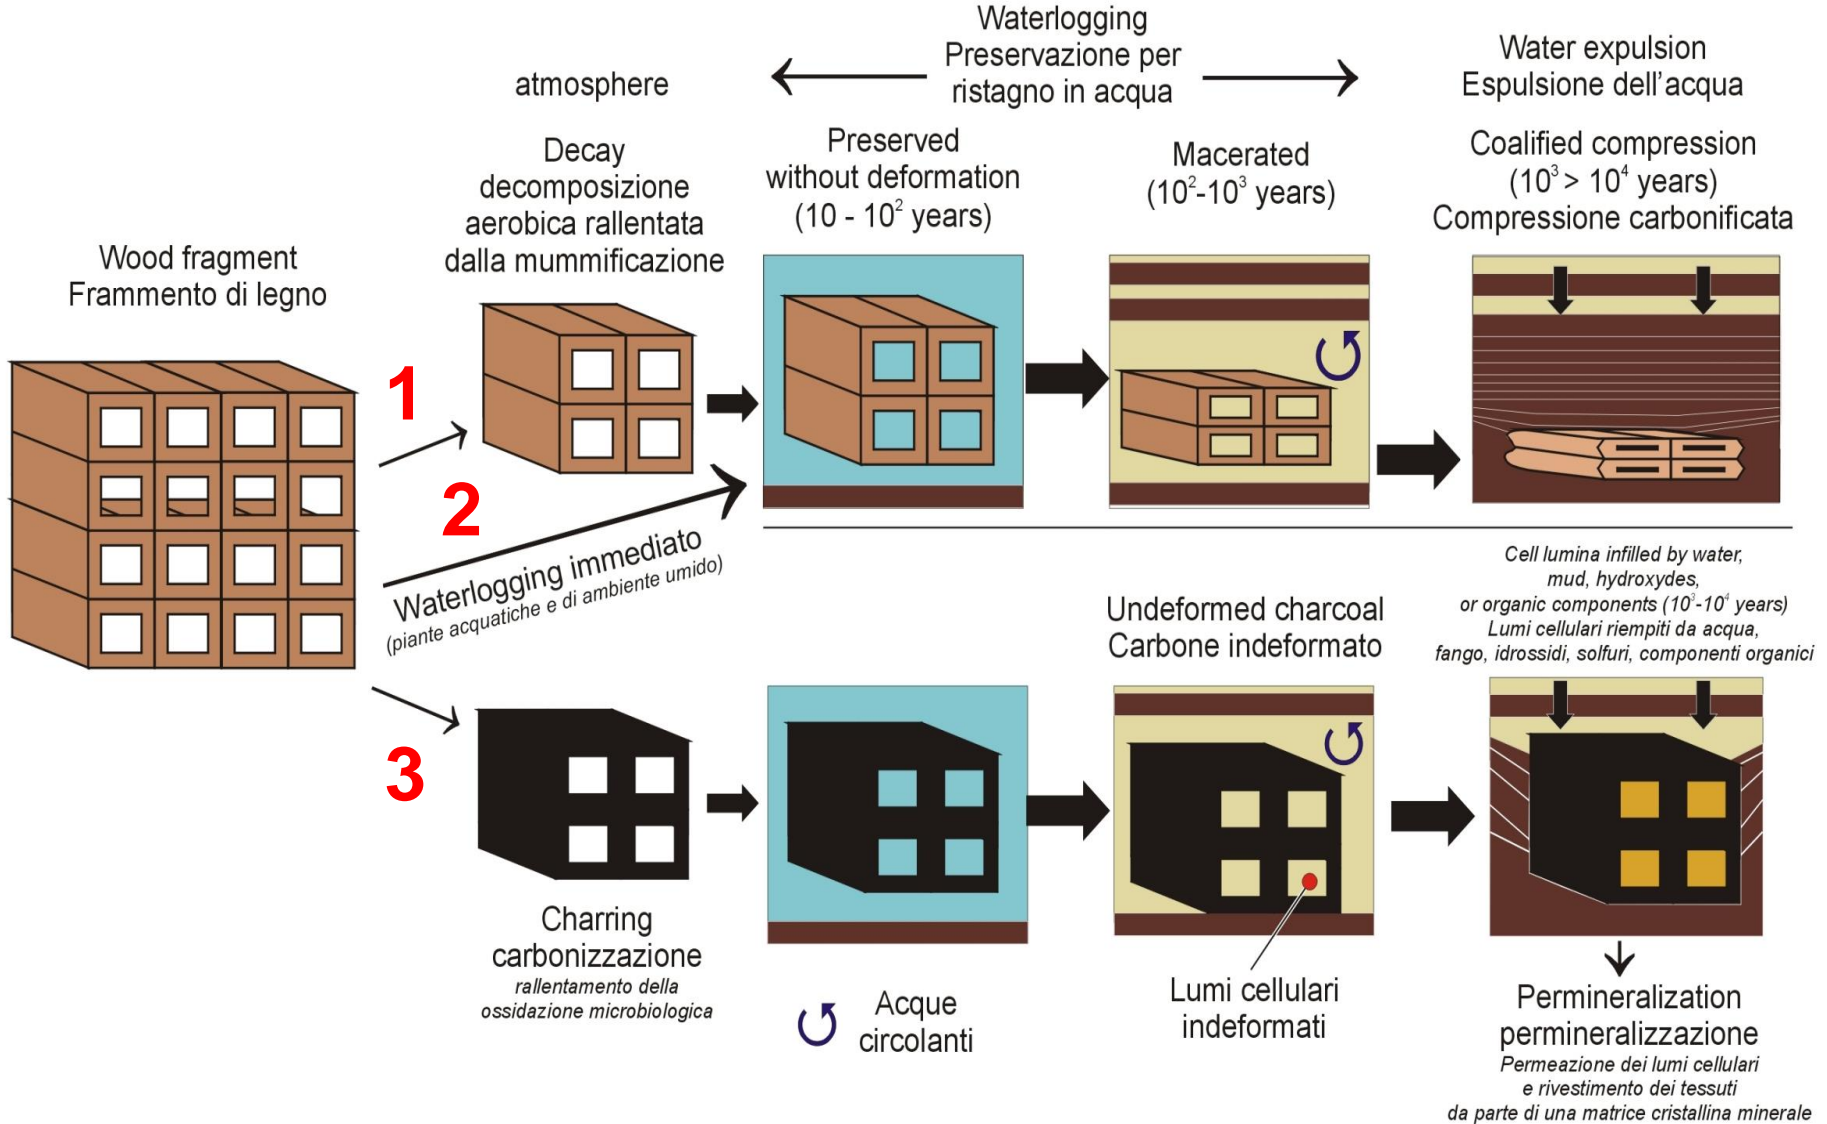 Wood fragment
Frammento di legno
atmosphere
Decay
decomposizione
aerobica rallentata
dalla mummificazione
Waterlogging
Preservazione per
ristagno in acqua
Preserved
without deformation
(10 - 10² years)
Macerated
(10²-10³ years)
Water expulsion
Espulsione dell'acqua
Coalified compression
(10³ > 10⁴ years)
Compressione carbonificata
1
2
3
Waterlogging immediato
(piante acquatiche e di ambiente umido)
Cell lumina infilled by water,
mud, hydroxydes,
or organic components (10³-10⁴ years)
Lumi cellulari riempiti da acqua,
fango, idrossidi, solfuri, componenti organici
Undeformed charcoal
Carbone indeformato
Charring
carbonizzazione
rallentamento della
ossidazione microbiologica
Acque
circolanti
Lumi cellulari
indeformati
Permineralization
permineralizzazione
Permeazione dei lumi cellulari
e rivestimento dei tessuti
da parte di una matrice cristallina minerale